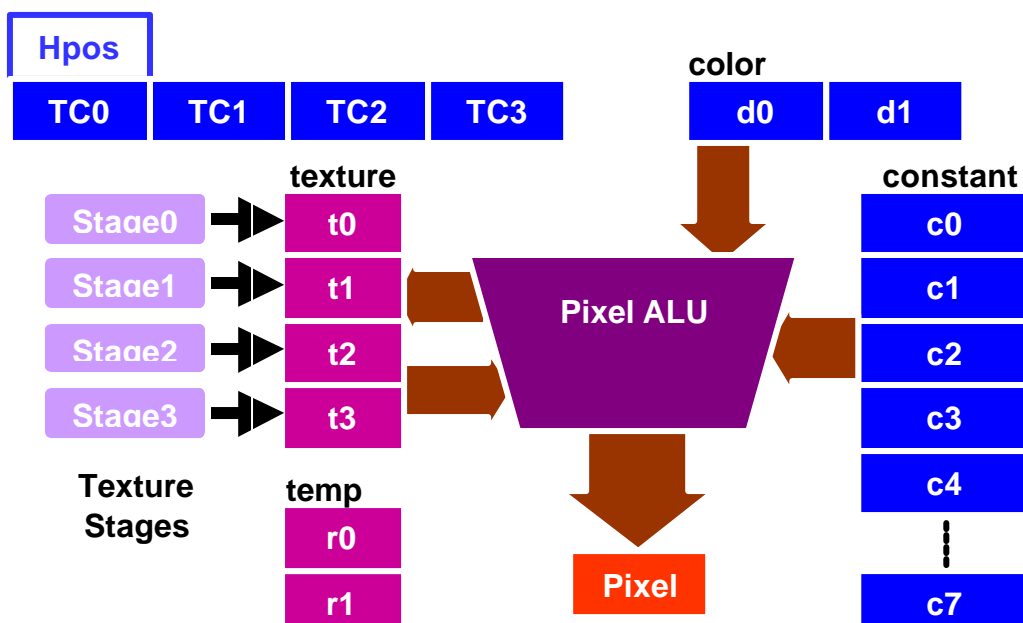 Hpos
color
TC0 TC1 TC2 TC3 d0 d1
texture constant
Stage0 t0 c0
Stage1 t1 Pixel ALU c1
Stage2 t2 c2
Stage3 t3 c3
Texture
Stages
temp c4
r0
Pixel
r1 c7